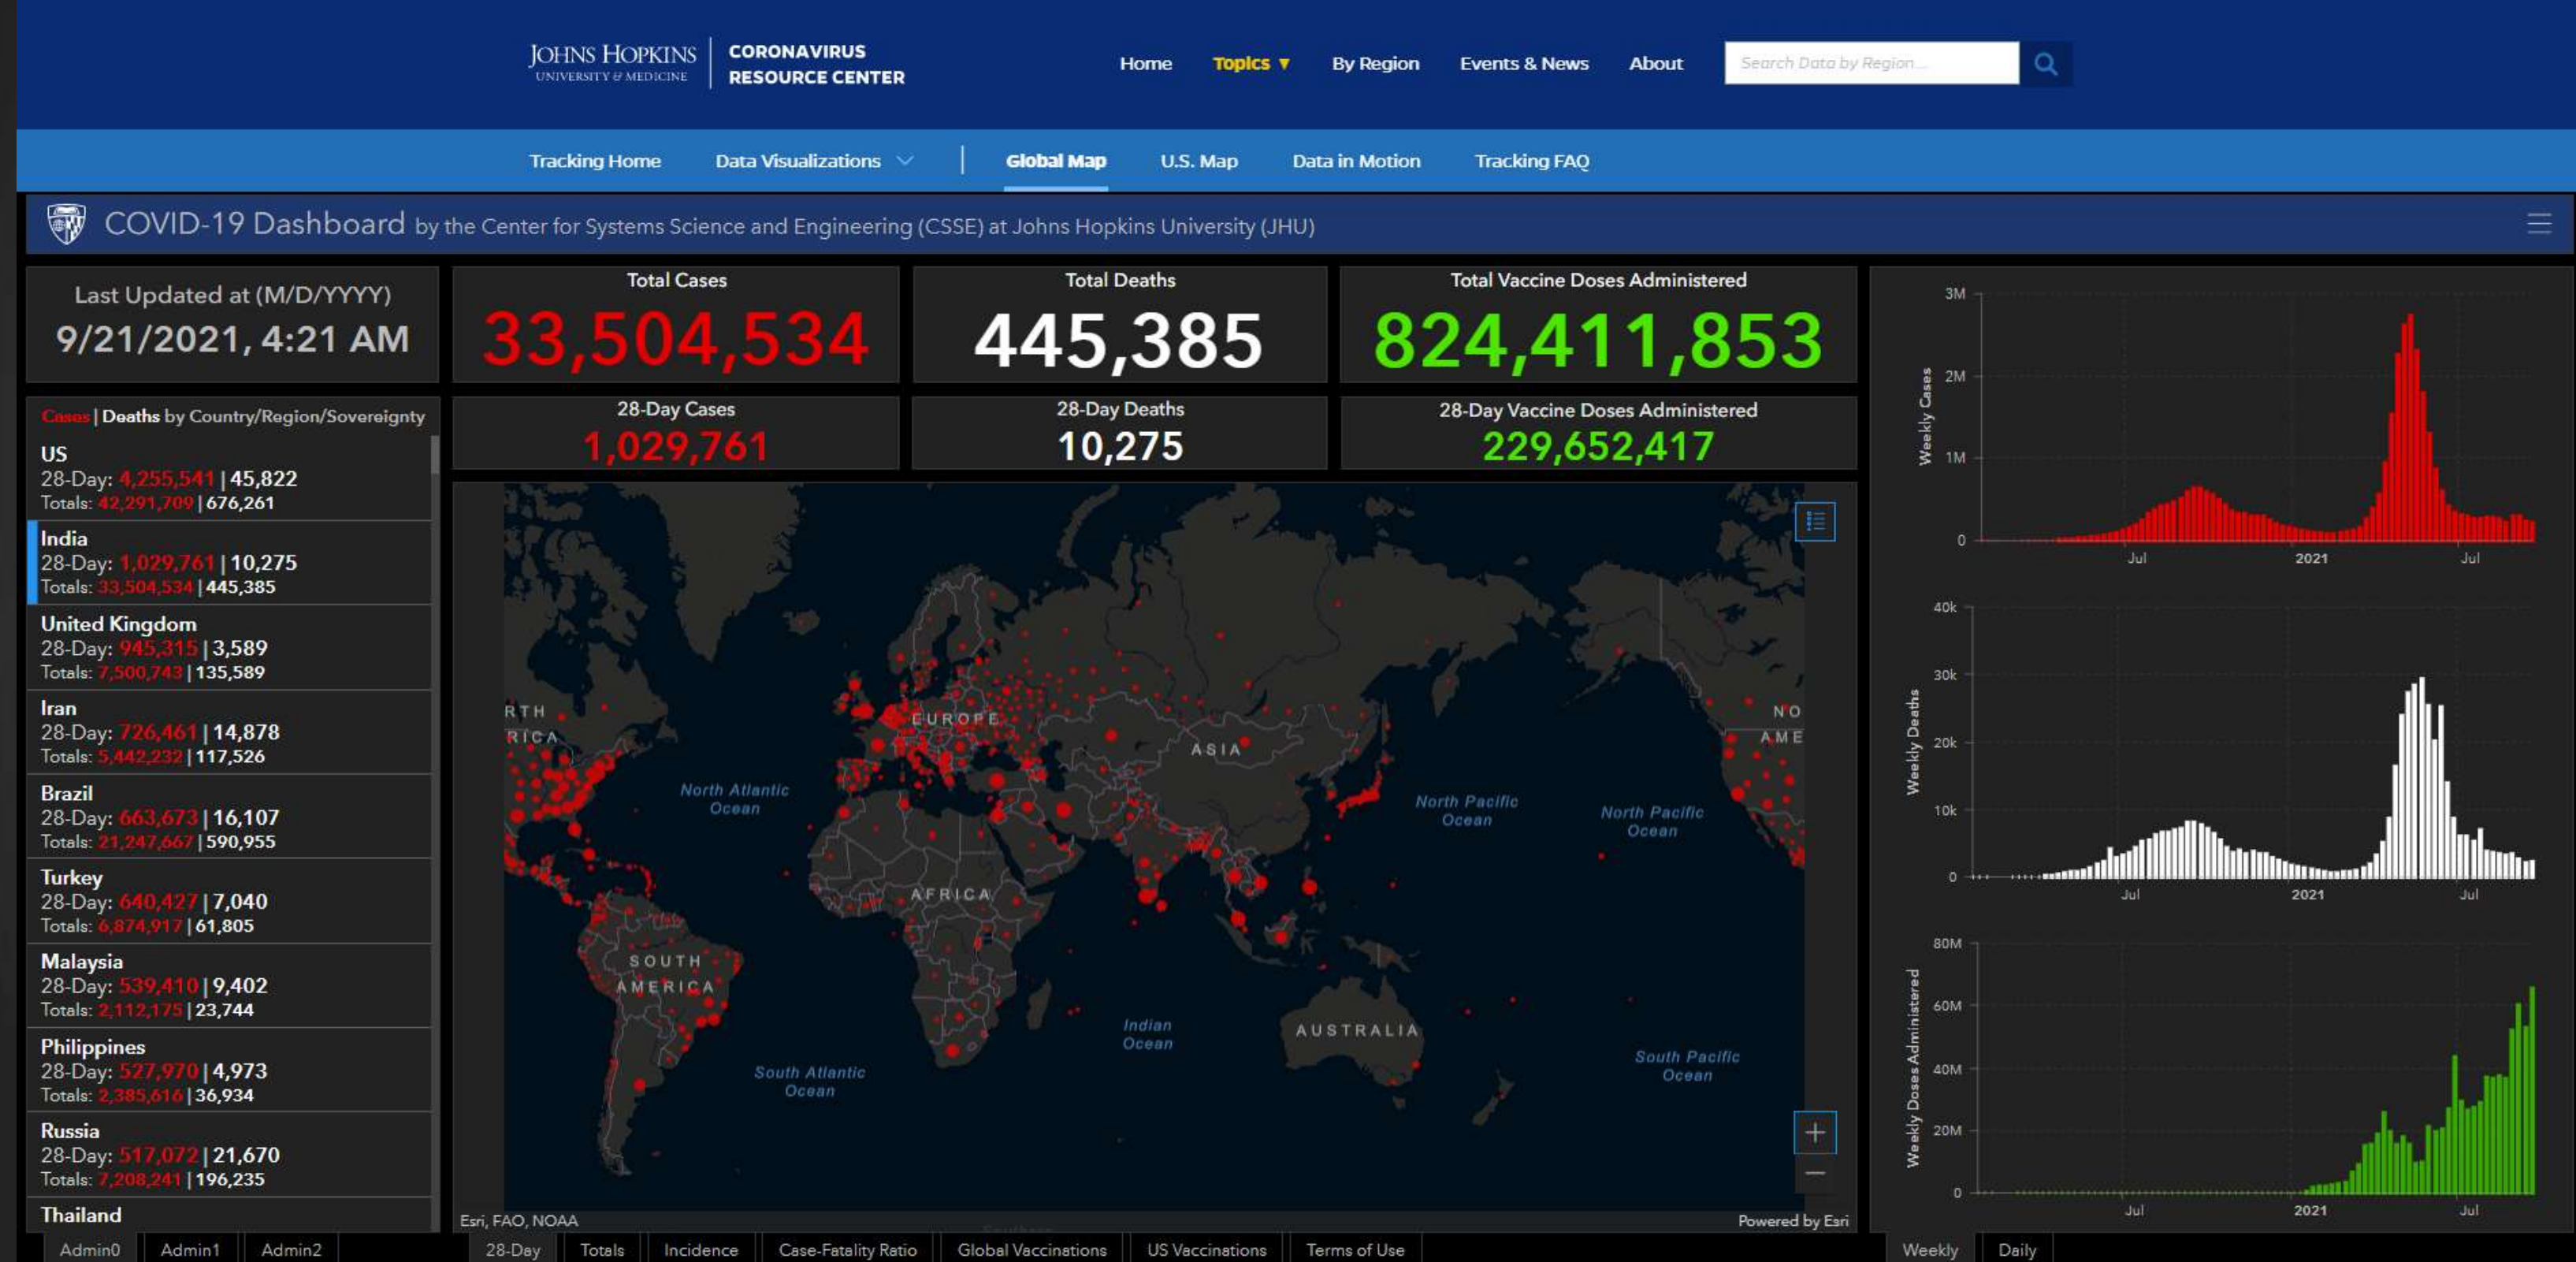 JOHNS HOPKINS
UNIVERSITY & MEDICINE
CORONAVIRUS
RESOURCE CENTER
Home
Topics ▼
By Region
Events & News
About
Search Data by Region...
Tracking Home
Data Visualizations
Global Map
U.S. Map
Data in Motion
Tracking FAQ
COVID-19 Dashboard by the Center for Systems Science and Engineering (CSSE) at Johns Hopkins University (JHU)
Last Updated at (M/D/YYYY)
9/21/2021, 4:21 AM
Cases | Deaths by Country/Region/Sovereignty
US
28-Day: 4,255,541 | 45,822
Totals: 42,291,709 | 676,261
India
28-Day: 1,029,761 | 10,275
Totals: 33,504,534 | 445,385
United Kingdom
28-Day: 945,315 | 3,589
Totals: 7,500,743 | 135,589
Iran
28-Day: 726,461 | 14,878
Totals: 5,442,232 | 117,526
Brazil
28-Day: 663,673 | 16,107
Totals: 21,247,667 | 590,955
Turkey
28-Day: 640,427 | 7,040
Totals: 6,874,917 | 61,805
Malaysia
28-Day: 539,410 | 9,402
Totals: 2,112,175 | 23,744
Philippines
28-Day: 527,970 | 4,973
Totals: 2,385,616 | 36,934
Russia
28-Day: 517,072 | 21,670
Totals: 7,208,241 | 196,235
Thailand
Admin0
Admin1
Admin2
Total Cases
33,504,534
Total Deaths
445,385
Total Vaccine Doses Administered
824,411,853
28-Day Cases
1,029,761
28-Day Deaths
10,275
28-Day Vaccine Doses Administered
229,652,417
RTH
RICA
EUROPE
ASIA
NO
AME
North Atlantic
Ocean
North Pacific
Ocean
North Pacific
Ocean
AFRICA
SOUTH
AMERICA
Indian
Ocean
AUSTRALIA
South Atlantic
Ocean
South Pacific
Ocean
Esri, FAO, NOAA
Powered by Esri
28-Day
Totals
Incidence
Case-Fatality Ratio
Global Vaccinations
US Vaccinations
Terms of Use
Weekly Cases
3M
2M
1M
0
Jul
2021
Jul
Weekly Deaths
40k
30k
20k
10k
0
Jul
2021
Jul
Weekly Doses Administered
80M
60M
40M
20M
0
Jul
2021
Jul
Weekly
Daily